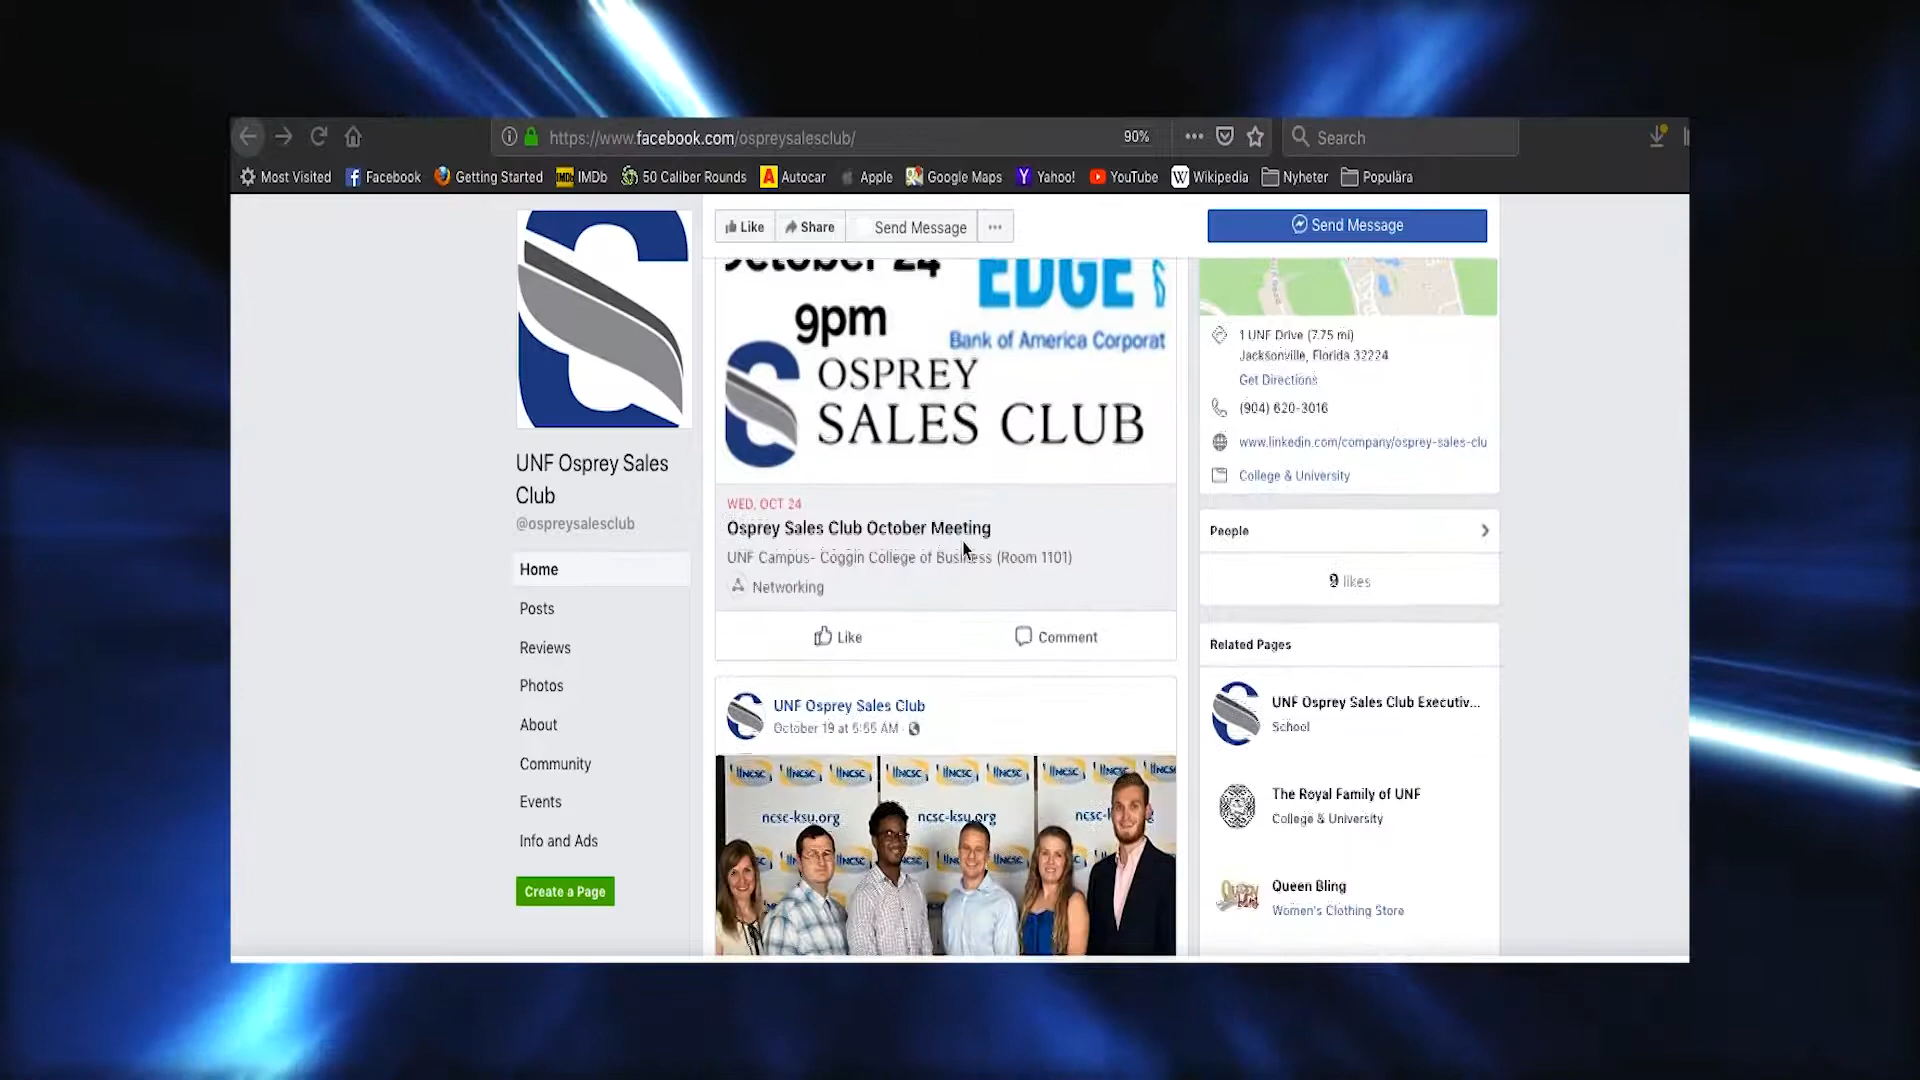 https://www.facebook.com/ospreysalesclub/
90%
Search
Most Visited
Facebook
Getting Started
IMDb
50 Caliber Rounds
Autocar
Apple
Google Maps
Yahoo!
YouTube
Wikipedia
Nyheter
Populära
UNF Osprey Sales
Club
@ospreysalesclub
Home
Posts
Reviews
Photos
About
Community
Events
Info and Ads
Create a Page
Like
Share
Send Message
Send Message
October 24
EDGE
9pm
Bank of America Corporat
OSPREY
SALES CLUB
WED, OCT 24
Osprey Sales Club October Meeting
UNF Campus- Coggin College of Business (Room 1101)
Networking
Like
Comment
UNF Osprey Sales Club
October 19 at 5:55 AM
ncsc-ksu.org
ncsc-ksu.org
1 UNF Drive (7.75 mi)
Jacksonville, Florida 32224
Get Directions
(904) 620-3016
www.linkedin.com/company/osprey-sales-clu
College & University
People
9 likes
Related Pages
UNF Osprey Sales Club Executiv...
School
The Royal Family of UNF
College & University
Queen Bling
Women's Clothing Store